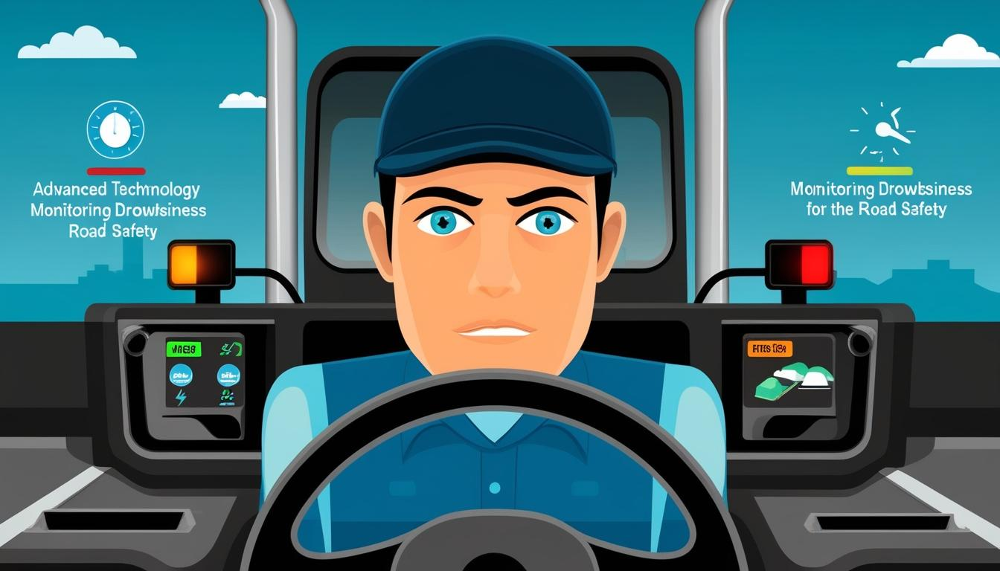 Advanced Technology
Monitoring Drowtsiness
Road Safety
Monitoring Drowtsiness
for the Road Safety